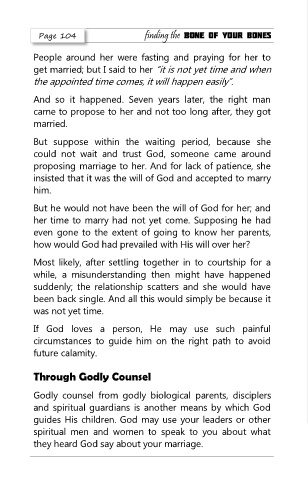 Page 104
finding the BONE OF YOUR BONES
People around her were fasting and praying for her to
get married; but I said to her "it is not yet time and when
the appointed time comes, it will happen easily".
And so it happened. Seven years later, the right man
came to propose to her and not too long after, they got
married.
But suppose within the waiting period, because she
could not wait and trust God, someone came around
proposing marriage to her. And for lack of patience, she
insisted that it was the will of God and accepted to marry
him.
But he would not have been the will of God for her; and
her time to marry had not yet come. Supposing he had
even gone to the extent of going to know her parents,
how would God had prevailed with His will over her?
Most likely, after settling together in to courtship for a
while, a misunderstanding then might have happened
suddenly; the relationship scatters and she would have
been back single. And all this would simply be because it
was not yet time.
If God loves a person, He may use such painful
circumstances to guide him on the right path to avoid
future calamity.
Through Godly Counsel
Godly counsel from godly biological parents, disciplers
and spiritual guardians is another means by which God
guides His children. God may use your leaders or other
spiritual men and women to speak to you about what
they heard God say about your marriage.